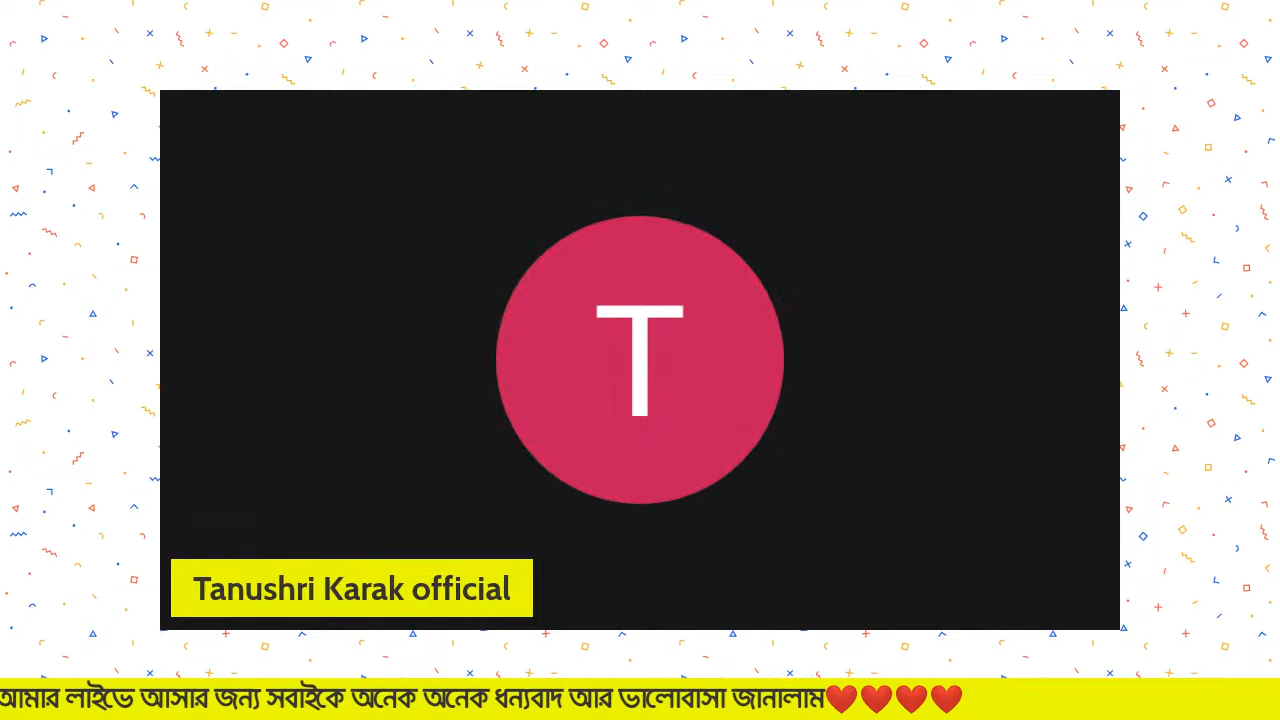 T
Tanushri Karak official
আমার লাইভে আসার জন্য সবাইকে অনেক অনেক ধন্যবাদ আর ভালোবাসা জানালাম❤️❤️❤️❤️